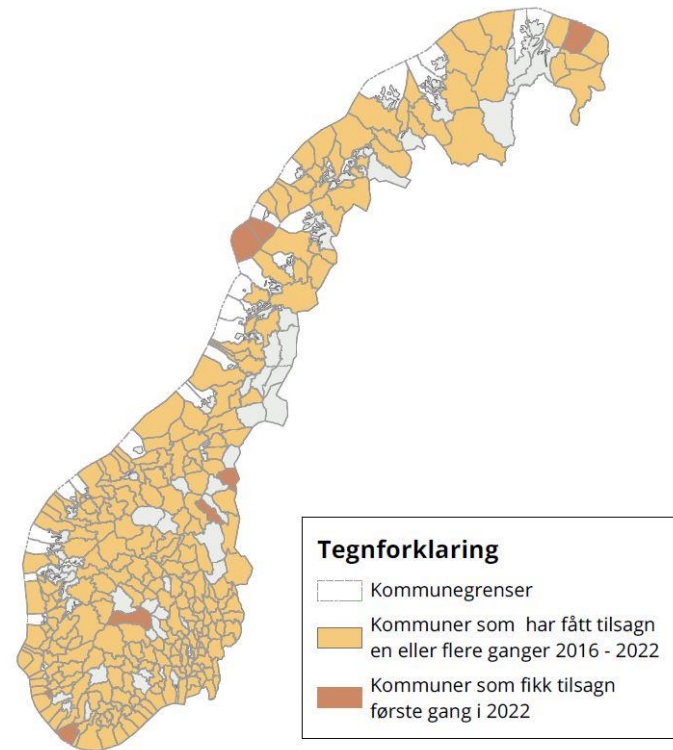 Tegnforklaring
Kommunegrenser
Kommuner som har fått tilsagn
en eller flere ganger 2016 - 2022
Kommuner som fikk tilsagn
første gang i 2022